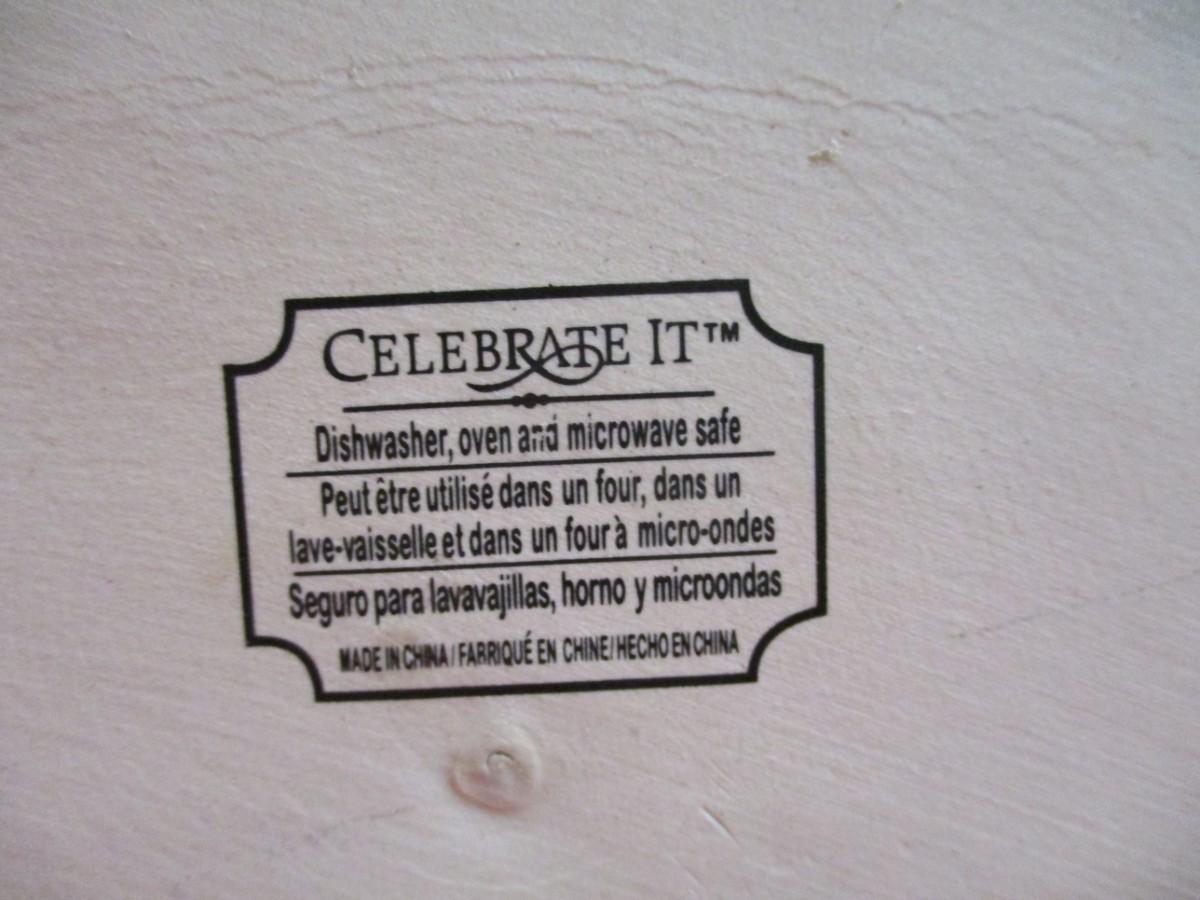 CELEBRATE IT™
Dishwasher, oven and microwave safe
Peut être utilisé dans un four, dans un
lave-vaisselle et dans un four à micro-ondes
Seguro para lavavajillas, horno y microondas
MADE IN CHINA / FABRIQUÉ EN CHINE / HECHO EN CHINA